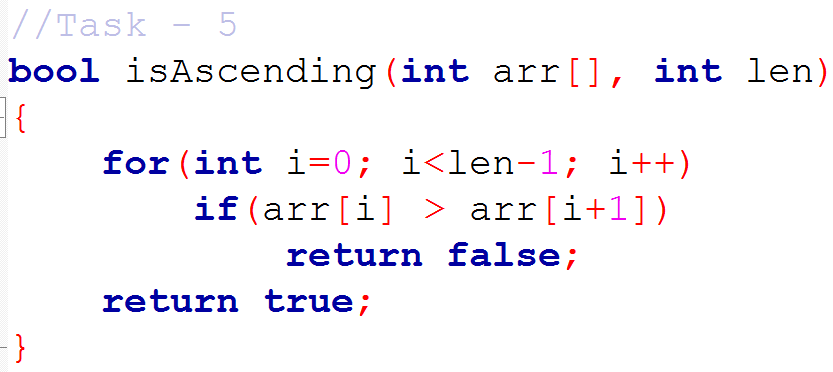 //Task - 5
bool isAscending(int arr[], int len)
{
    for(int i=0; i<len-1; i++)
        if(arr[i] > arr[i+1])
            return false;
    return true;
}